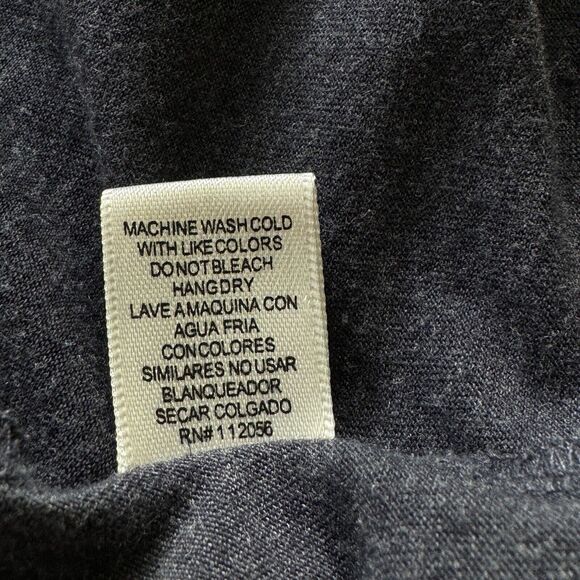 MACHINE WASH COLD
WITH LIKE COLORS
DO NOT BLEACH
HANG DRY
LAVE A MAQUINA CON
AGUA FRIA
CON COLORES
SIMILARES NO USAR
BLANQUEADOR
SECAR COLGADO
RN# 112056